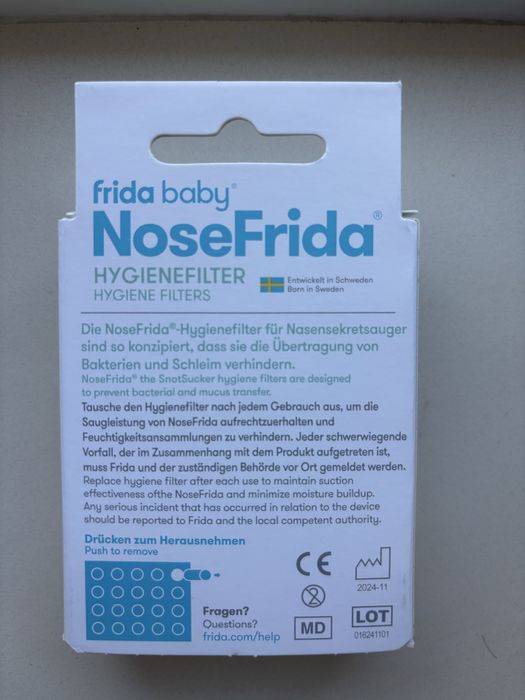 frida baby®
NoseFrida®
HYGIENEFILTER
HYGIENE FILTERS
Entwickelt in Schweden
Born in Sweden
Die NoseFrida®-Hygienefilter für Nasensekretsauger
sind so konzipiert, dass sie die Übertragung von
Bakterien und Schleim verhindern.
NoseFrida® the SnotSucker hygiene filters are designed
to prevent bacterial and mucus transfer.
Tausche den Hygienefilter nach jedem Gebrauch aus, um die
Saugleistung von NoseFrida aufrechtzuerhalten und
Feuchtigkeitsansammlungen zu verhindern. Jeder schwerwiegende
Vorfall, der im Zusammenhang mit dem Produkt aufgetreten ist,
muss Frida und der zuständigen Behörde vor Ort gemeldet werden.
Replace hygiene filter after each use to maintain suction
effectiveness ofthe NoseFrida and minimize moisture buildup.
Any serious incident that has occurred in relation to the device
should be reported to Frida and the local competent authority.
Drücken zum Herausnehmen
Push to remove
Fragen?
Questions?
frida.com/help
CE
2
MD
2024-11
LOT
016241101